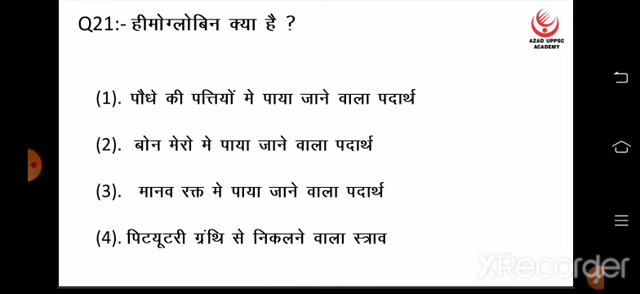 Q21:- हीमोग्लोबिन क्या है ?
AZAD UPPSC
ACADEMY
(1). पौधे की पत्तियों मे पाया जाने वाला पदार्थ
(2). बोन मेरो मे पाया जाने वाला पदार्थ
(3). मानव रक्त मे पाया जाने वाला पदार्थ
(4). पिटयूटरी ग्रंथि से निकलने वाला स्त्राव
XRecorder